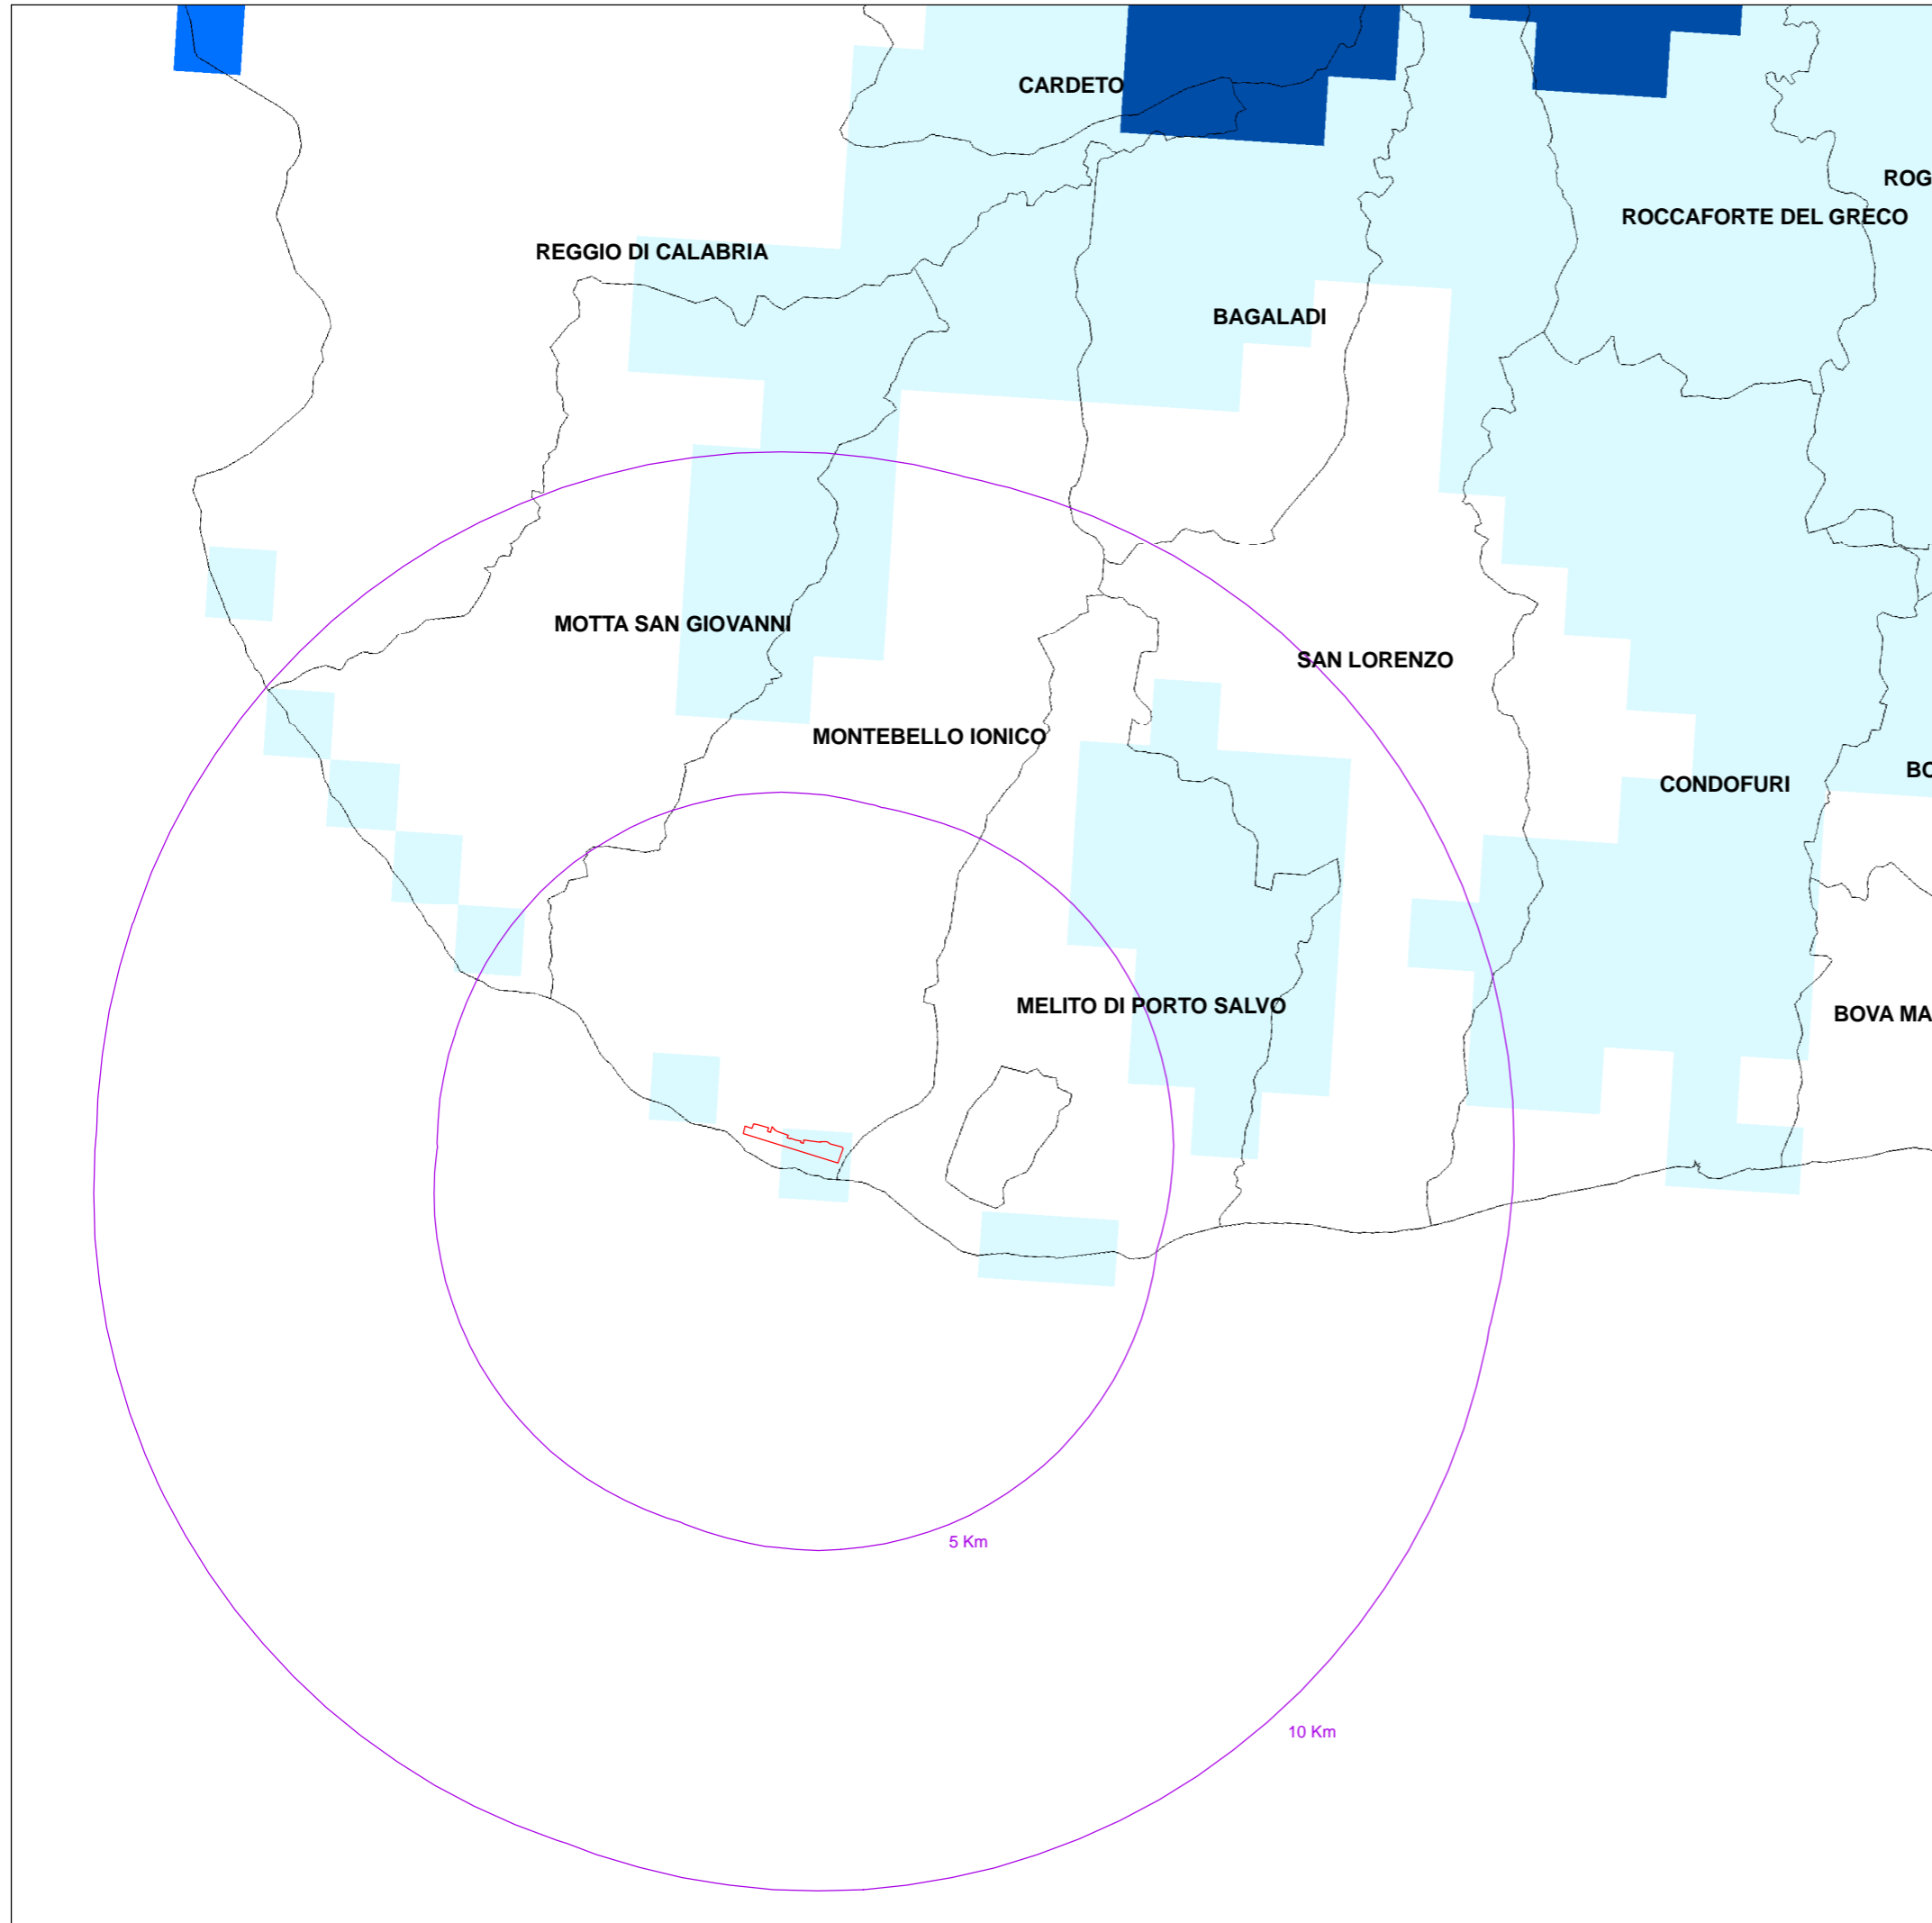 CARDETO
ROG
ROCCAFORTE DEL GRECO
REGGIO DI CALABRIA
BAGALADI
MOTTA SAN GIOVANNI
SAN LORENZO
MONTEBELLO IONICO
BO
CONDOFURI
MELITO DI PORTO SALVO
BOVA MA
5 Km
10 Km